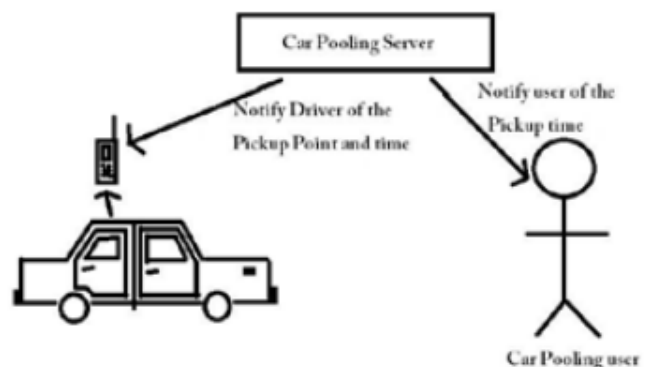 Car Pooling Server
Notify Driver of the
Pickup Point and time
Notify user of the
Pickup time
Car Pooling user